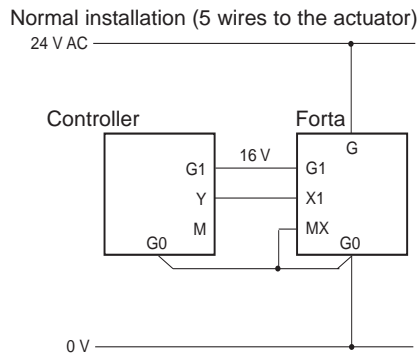 Normal installation (5 wires to the actuator)
24 V AC
Controller
Forta
G
G1
16 V
G1
Y
X1
M
MX
G0
G0
0 V